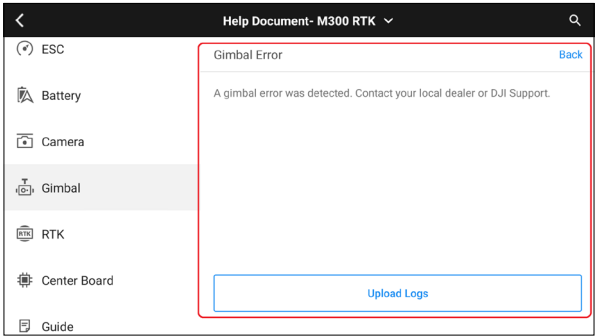 Help Document- M300 RTK
ESC
Gimbal Error
Back
Battery
A gimbal error was detected. Contact your local dealer or DJI Support.
Camera
Gimbal
RTK
RTK
Center Board
Upload Logs
Guide